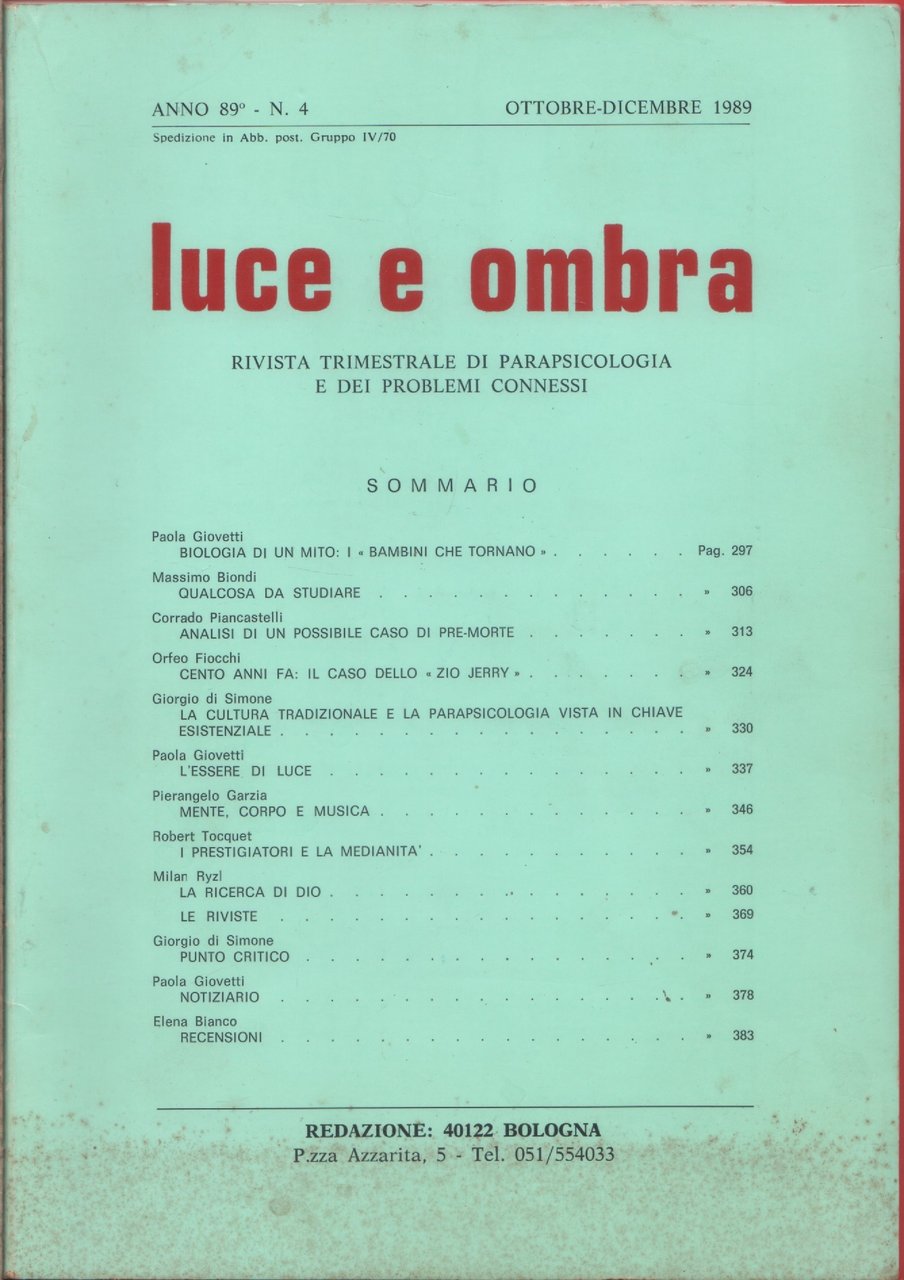 ANNO 89º - N. 4 OTTOBRE-DICEMBRE 1989
Spedizione in Abb. post. Gruppo IV/70
luce e ombra
RIVISTA TRIMESTRALE DI PARAPSICOLOGIA
E DEI PROBLEMI CONNESSI
SOMMARIO
Paola Giovetti
BIOLOGIA DI UN MITO: I « BAMBINI CHE TORNANO » . . . . . . Pag. 297
Massimo Biondi
QUALCOSA DA STUDIARE . . . . . . . . . . . . . » 306
Corrado Piancastelli
ANALISI DI UN POSSIBILE CASO DI PRE-MORTE . . . . . . . » 313
Orfeo Fiocchi
CENTO ANNI FA: IL CASO DELLO « ZIO JERRY » . . . . . . . » 324
Giorgio di Simone
LA CULTURA TRADIZIONALE E LA PARAPSICOLOGIA VISTA IN CHIAVE
ESISTENZIALE . . . . . . . . . . . . . . . . . » 330
Paola Giovetti
L'ESSERE DI LUCE . . . . . . . . . . . . . . . » 337
Pierangelo Garzia
MENTE, CORPO E MUSICA . . . . . . . . . . . . . » 346
Robert Tocquet
I PRESTIGIATORI E LA MEDIANITA' . . . . . . . . . . . » 354
Milan Ryzl
LA RICERCA DI DIO . . . . . . . . . . . . . . . » 360
LE RIVISTE . . . . . . . . . . . . . . . . . » 369
Giorgio di Simone
PUNTO CRITICO . . . . . . . . . . . . . . . . » 374
Paola Giovetti
NOTIZIARIO . . . . . . . . . . . . . . . . . » 378
Elena Bianco
RECENSIONI . . . . . . . . . . . . . . . . . » 383
REDAZIONE: 40122 BOLOGNA
P.zza Azzarita, 5 - Tel. 051/554033